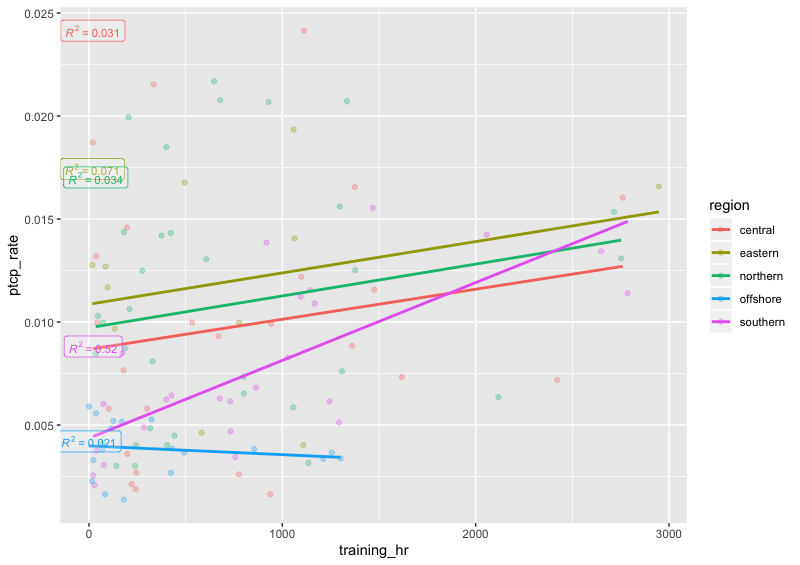 0.025
R² = 0.031
0.020
R² = 0.071
R² = 0.034
0.015
0.010
R² = 0.52
0.005
R² = 0.021
ptcp_rate
0
1000
2000
3000
training_hr
region
central
eastern
northern
offshore
southern